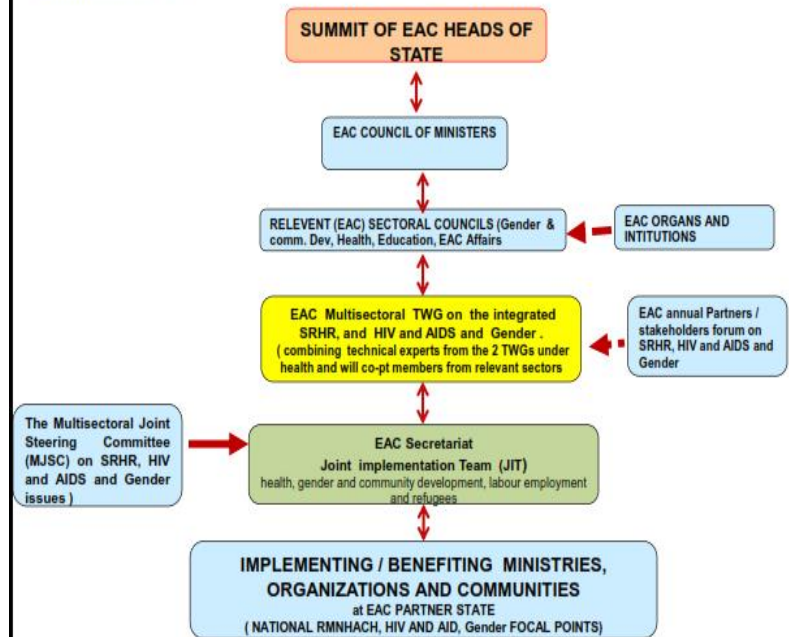 SUMMIT OF EAC HEADS OF
STATE
EAC COUNCIL OF MINISTERS
RELEVENT (EAC) SECTORAL COUNCILS (Gender &
comm. Dev, Health, Education, EAC Affairs
EAC ORGANS AND
INTITUTIONS
EAC Multisectoral TWG on the integrated
SRHR, and HIV and AIDS and Gender .
( combining technical experts from the 2 TWGs under
health and will co-pt members from relevant sectors
EAC annual Partners /
stakeholders forum on
SRHR, HIV and AIDS and
Gender
The Multisectoral Joint
Steering Committee
(MJSC) on SRHR, HIV
and AIDS and Gender
issues )
EAC Secretariat
Joint implementation Team (JIT)
health, gender and community development, labour employment
and refugees
IMPLEMENTING / BENEFITING MINISTRIES,
ORGANIZATIONS AND COMMUNITIES
at EAC PARTNER STATE
( NATIONAL RMNHACH, HIV AND AID, Gender FOCAL POINTS)